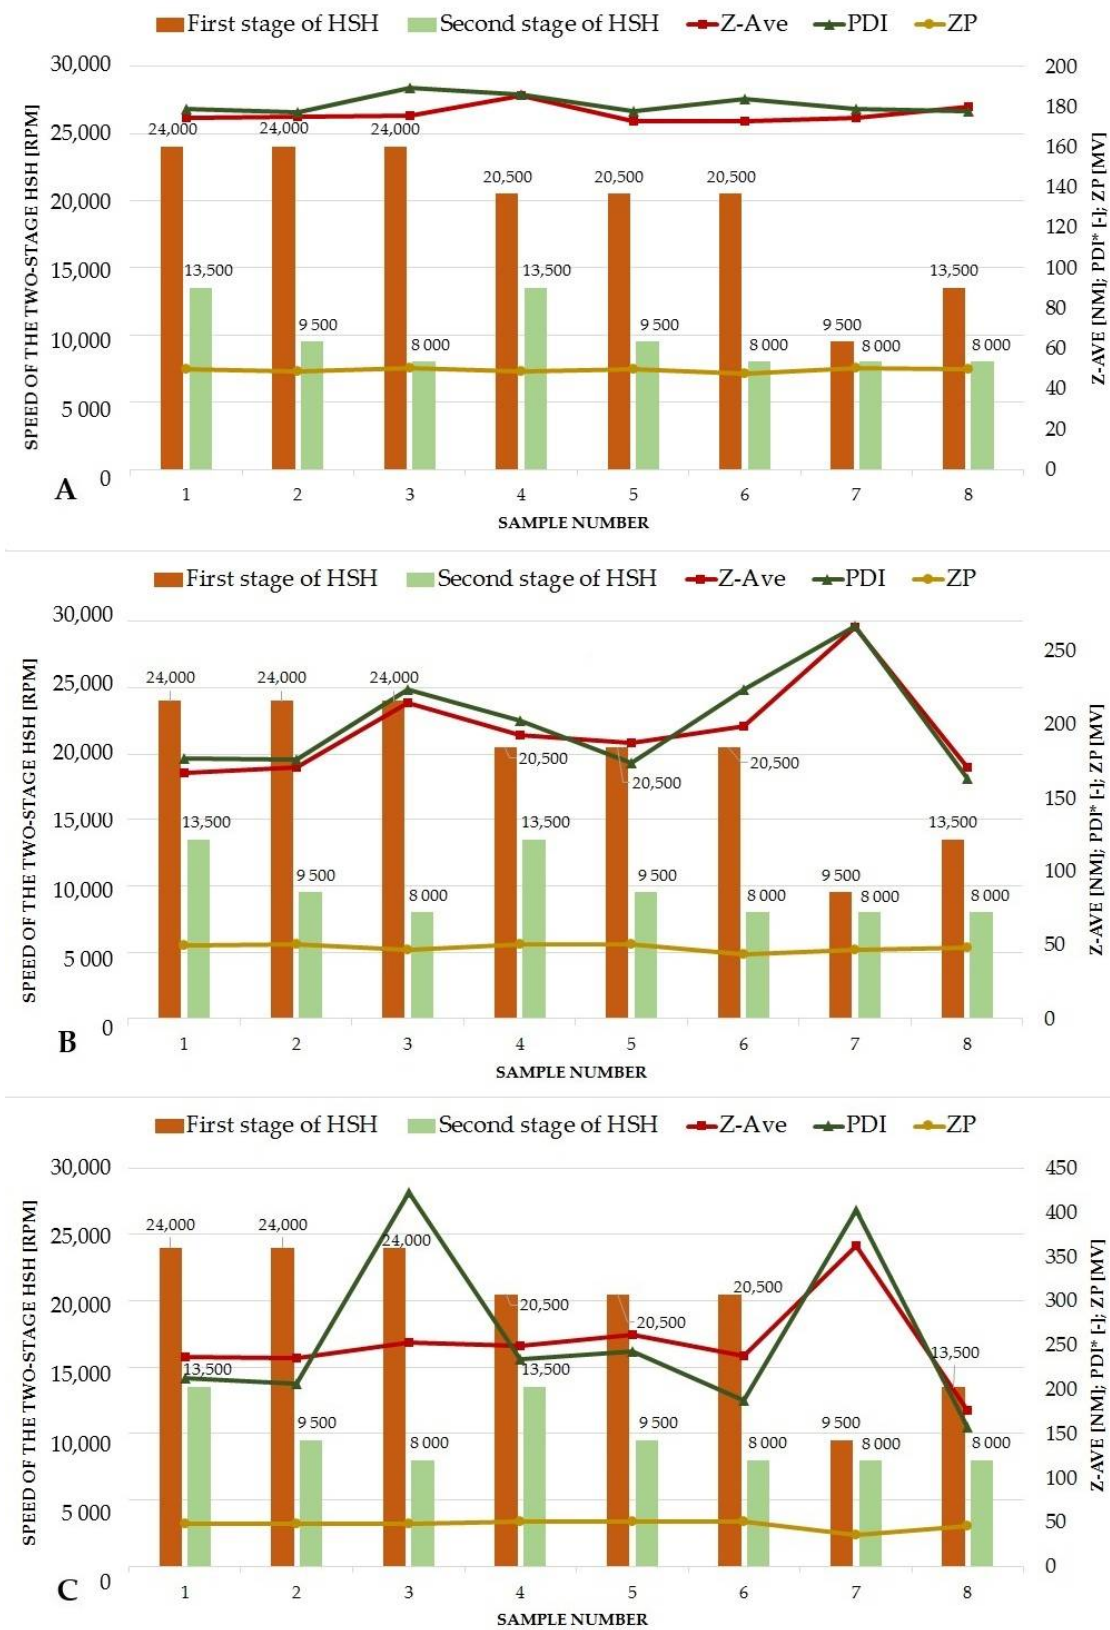 First stage of HSH Second stage of HSH Z-Ave PDI ZP
SPEED OF THE TWO-STAGE HSH [RPM]
30,000
25,000
20,000
15,000
10,000
5 000
0
24,000 24,000 24,000 20,500 20,500 20,500 9 500 13,500
13,500 9 500 8 000 13,500 9 500 8 000 8 000 8 000
200
180
160
140
120
100
80
60
40
20
0
Z-AVE [NM]; PDI* [-]; ZP [MV]
A
1 2 3 4 5 6 7 8
SAMPLE NUMBER
First stage of HSH Second stage of HSH Z-Ave PDI ZP
SPEED OF THE TWO-STAGE HSH [RPM]
30,000
25,000
20,000
15,000
10,000
5 000
0
24,000 24,000 24,000 20,500 20,500 20,500 9 500 13,500
13,500 9 500 8 000 13,500 9 500 8 000 8 000 8 000
250
200
150
100
50
0
Z-AVE [NM]; PDI* [-]; ZP [MV]
B
1 2 3 4 5 6 7 8
SAMPLE NUMBER
First stage of HSH Second stage of HSH Z-Ave PDI ZP
SPEED OF THE TWO-STAGE HSH [RPM]
30,000
25,000
20,000
15,000
10,000
5 000
0
24,000 24,000 24,000 20,500 20,500 20,500 9 500 13,500
13,500 9 500 8 000 13,500 9 500 8 000 8 000 8 000
450
400
350
300
250
200
150
100
50
0
Z-AVE [NM]; PDI* [-]; ZP [MV]
C
1 2 3 4 5 6 7 8
SAMPLE NUMBER